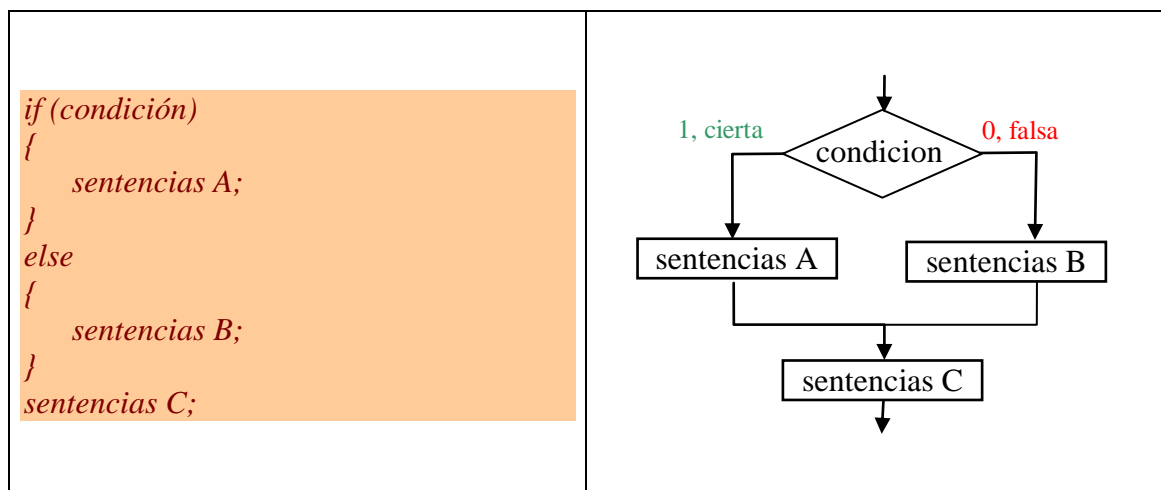 if (condición)
{
sentencias A;
}
else
{
sentencias B;
}
sentencias C;
1, cierta
0, falsa
condicion
sentencias A
sentencias B
sentencias C